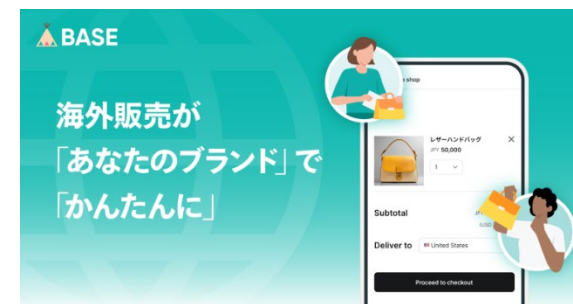 BASE
海外販売が
「あなたのブランド」で
「かんたんに」
shop
レザーハンドバッグ
JPY 50,000
1
Subtotal
Deliver to
United States
Proceed to checkout